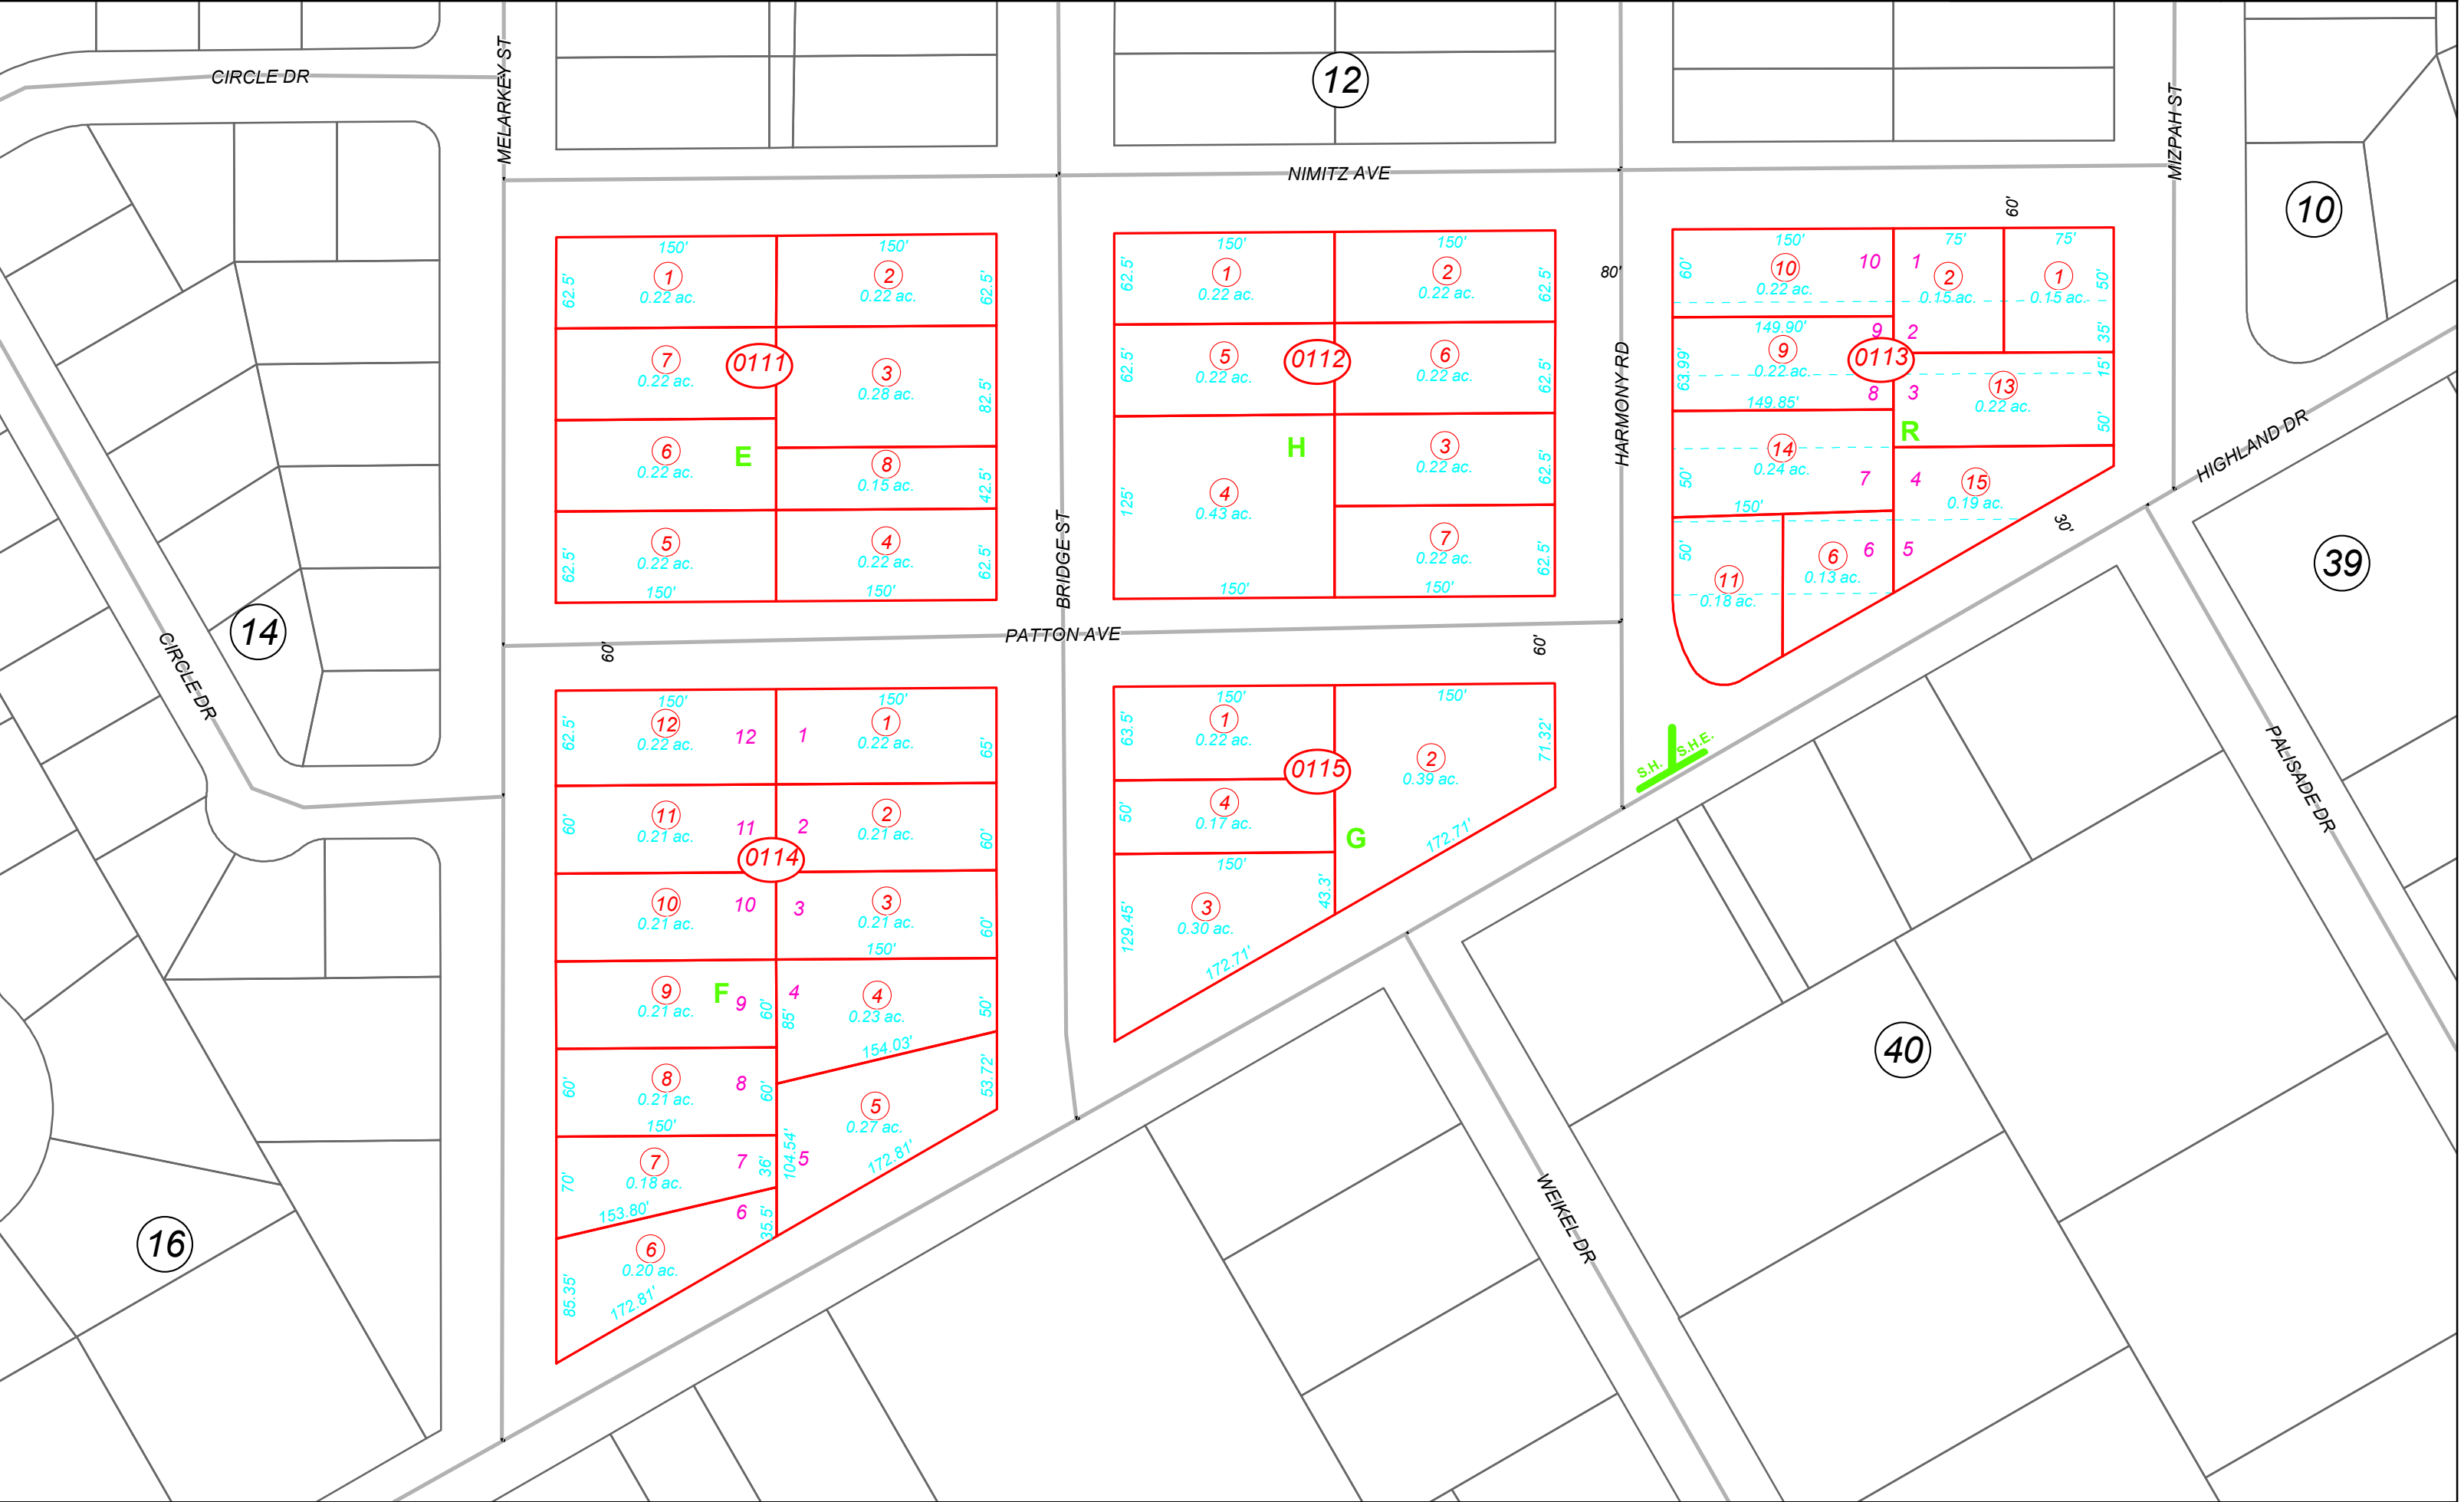 CIRCLE DR
MELARKEY ST
12
MIZPAH ST
NIMITZ AVE
10
60'
150'
150'
1
0.22 ac.
62.5'
2
0.22 ac.
62.5'
7
0.22 ac.
0111
3
0.28 ac.
82.5'
6
0.22 ac.
E
8
0.15 ac.
42.5'
5
0.22 ac.
62.5'
150'
4
0.22 ac.
62.5'
150'
BRIDGE ST
150'
150'
62.5'
1
0.22 ac.
2
0.22 ac.
62.5'
62.5'
5
0.22 ac.
0112
6
0.22 ac.
62.5'
H
3
0.22 ac.
62.5'
125'
4
0.43 ac.
7
0.22 ac.
62.5'
150'
150'
80'
HARMONY RD
150'
75'
75'
60'
10
0.22 ac.
10
1
2
0.15 ac.
1
0.15 ac.
50'
149.90'
9
2
35'
63.99'
9
0.22 ac.
0113
15'
149.85'
8
3
13
0.22 ac.
50'
R
14
0.24 ac.
50'
7
4
15
0.19 ac.
150'
50'
6
0.13 ac.
6
5
11
0.18 ac.
30'
HIGHLAND DR
39
14
CIRCLE DR
PATTON AVE
60'
60'
150'
150'
62.5'
12
0.22 ac.
12
1
1
0.22 ac.
65'
60'
11
0.21 ac.
11
2
2
0.21 ac.
60'
0114
10
0.21 ac.
10
3
3
0.21 ac.
60'
150'
9
0.21 ac.
F
9
60'
85'
4
4
0.23 ac.
50'
154.03'
60'
8
0.21 ac.
8
60'
150'
53.72'
5
0.27 ac.
104.54'
5
172.81'
70'
7
0.18 ac.
7
36'
153.80'
6
35.5'
6
0.20 ac.
85.35'
172.81'
150'
150'
63.5'
1
0.22 ac.
0115
2
0.39 ac.
71.32'
50'
4
0.17 ac.
G
172.71'
150'
43.3'
129.45'
3
0.30 ac.
172.71'
S.H.
S.H.E.
PALISADE DR
40
WEIKEL DR
16